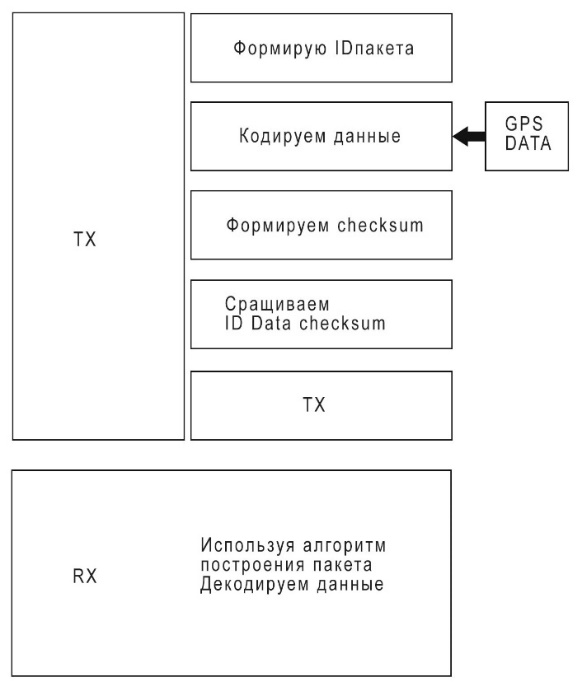 Формирую IDпакета
Кодируем данные
GPS
DATA
TX
Формируем checksum
Сращиваем
ID Data checksum
TX
RX
Используя алгоритм
построения пакета
Декодируем данные